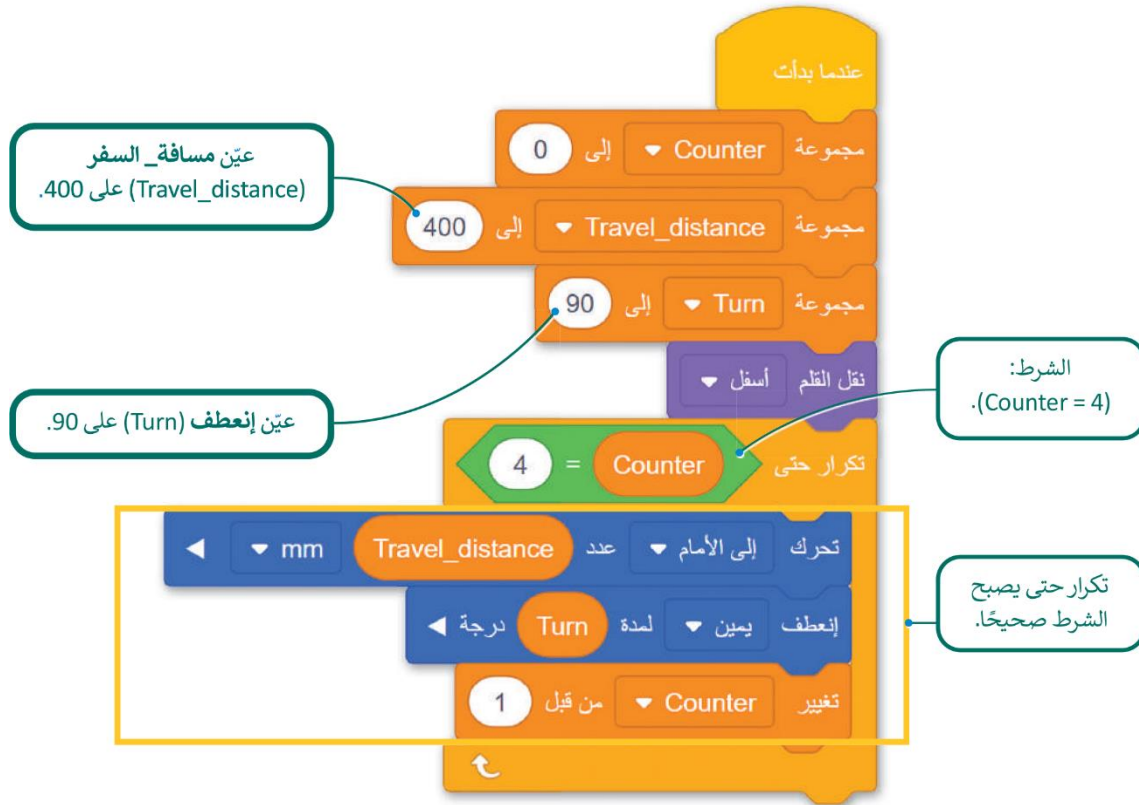 عندما بدأت
مجموعة Counter إلى 0
مجموعة Travel_distance إلى 400
مجموعة Turn إلى 90
نقل القلم أسفل
تكرار حتى Counter = 4
تحرك إلى الأمام عدد Travel_distance mm
إنعطف يمين لمدة Turn درجة
تغيير Counter من قبل 1
عيّن مسافة_ السفر
(Travel_distance) على 400.
عيّن إنعطف (Turn) على 90.
الشرط:
(Counter = 4).
تكرار حتى يصبح
الشرط صحيحًا.